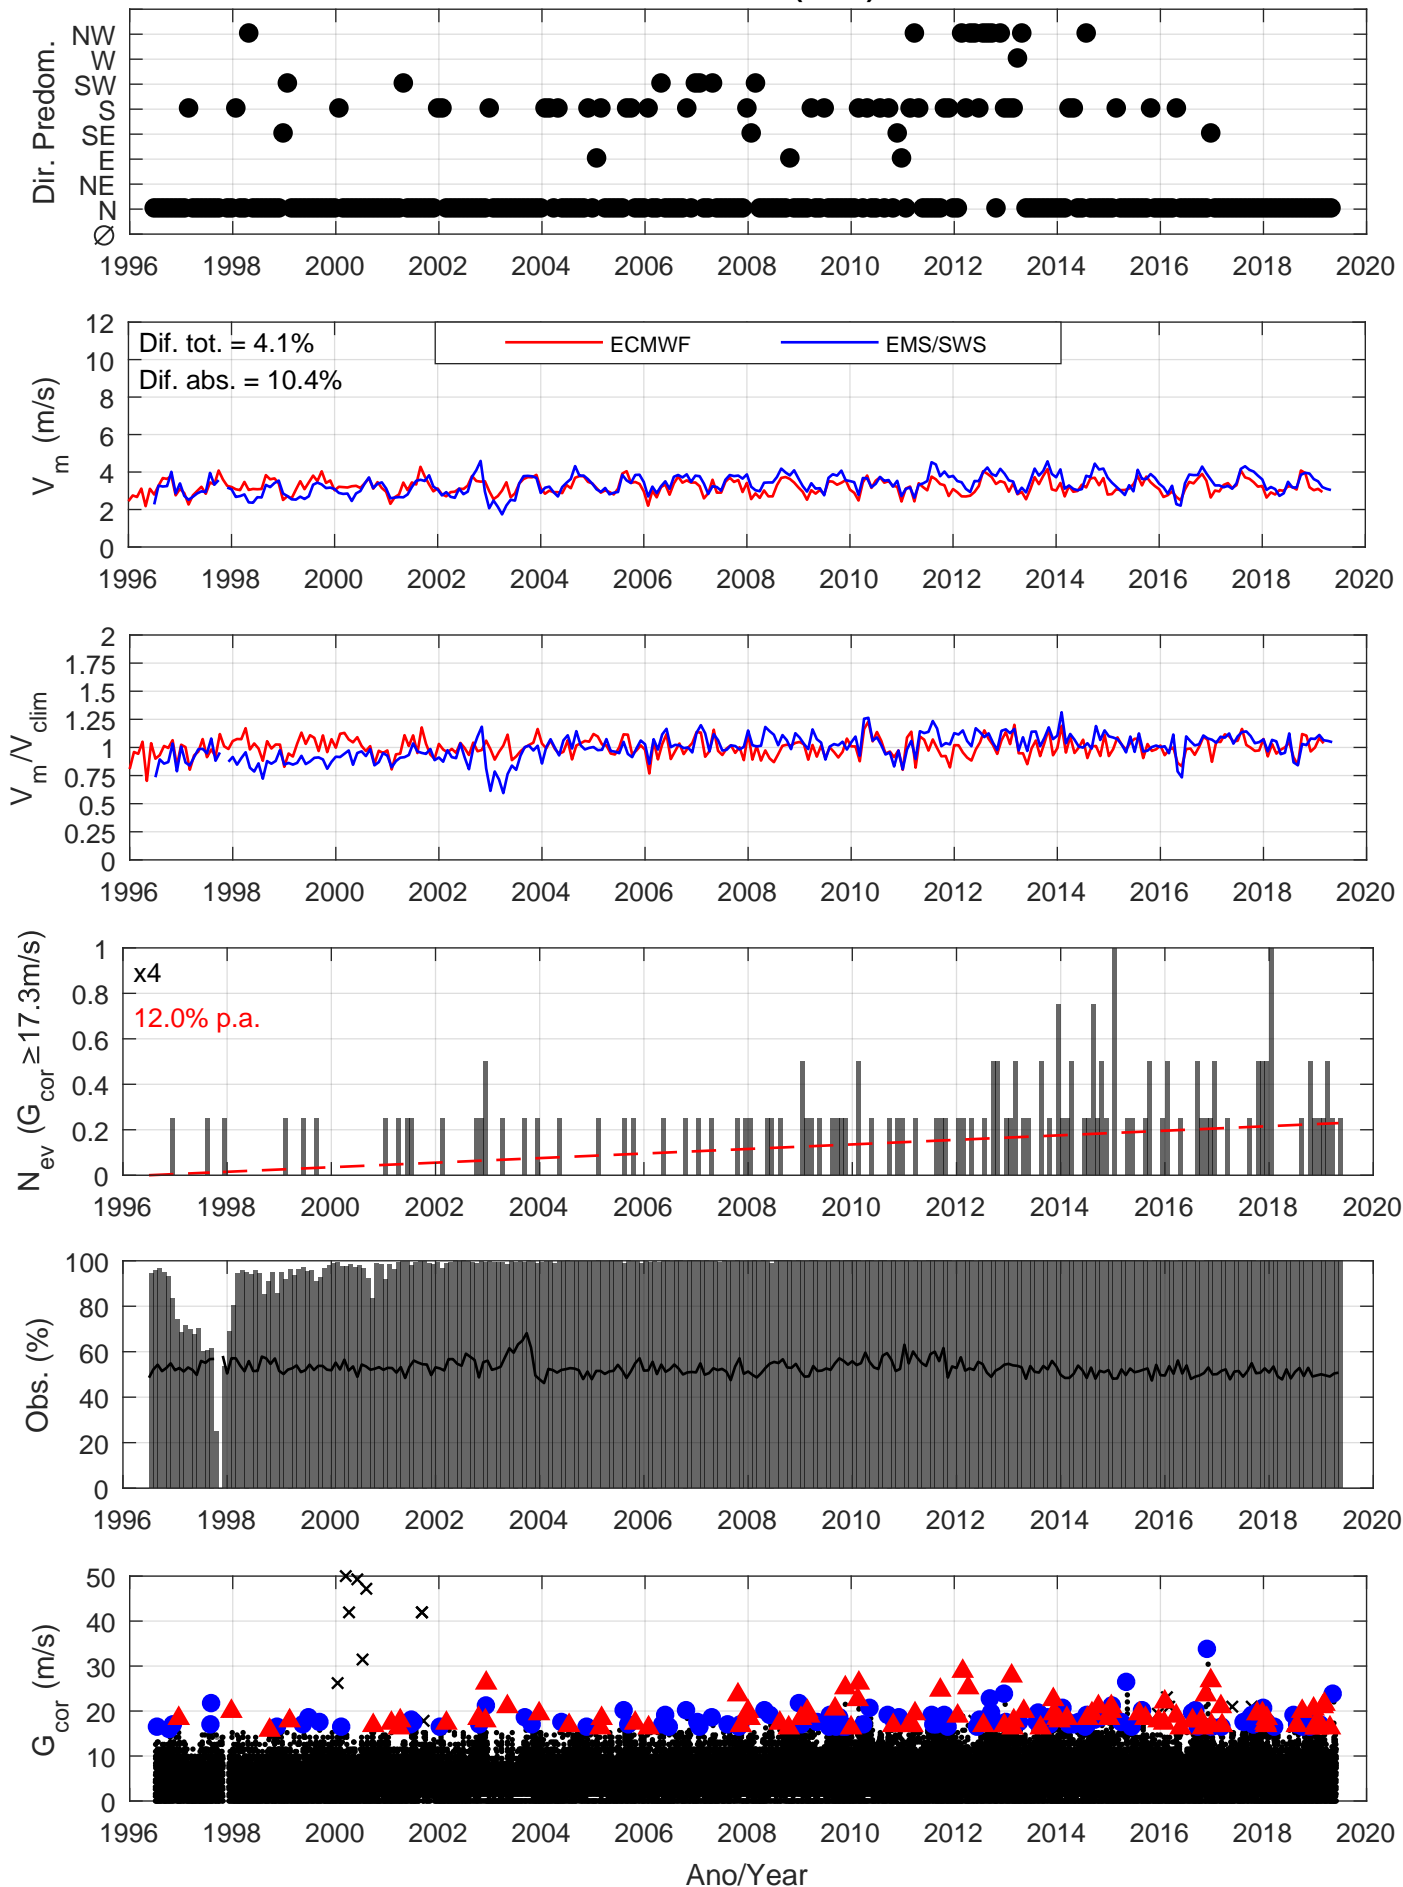 Dir. Predom.
NW
W
SW
S
SE
E
NE
N
∅
1996 1998 2000 2002 2004 2006 2008 2010 2012 2014 2016 2018 2020
V_m (m/s)
12
10
8
6
4
2
0
Dif. tot. = 4.1%
Dif. abs. = 10.4%
ECMWF
EMS/SWS
1996 1998 2000 2002 2004 2006 2008 2010 2012 2014 2016 2018 2020
V_m/V_clim
2
1.75
1.5
1.25
1
0.75
0.5
0.25
0
1996 1998 2000 2002 2004 2006 2008 2010 2012 2014 2016 2018 2020
N_ev (G_cor ≥17.3m/s)
1
0.8
0.6
0.4
0.2
0
x4
12.0% p.a.
1996 1998 2000 2002 2004 2006 2008 2010 2012 2014 2016 2018 2020
Obs. (%)
100
80
60
40
20
0
1996 1998 2000 2002 2004 2006 2008 2010 2012 2014 2016 2018 2020
G_cor (m/s)
50
40
30
20
10
0
1996 1998 2000 2002 2004 2006 2008 2010 2012 2014 2016 2018 2020
Ano/Year